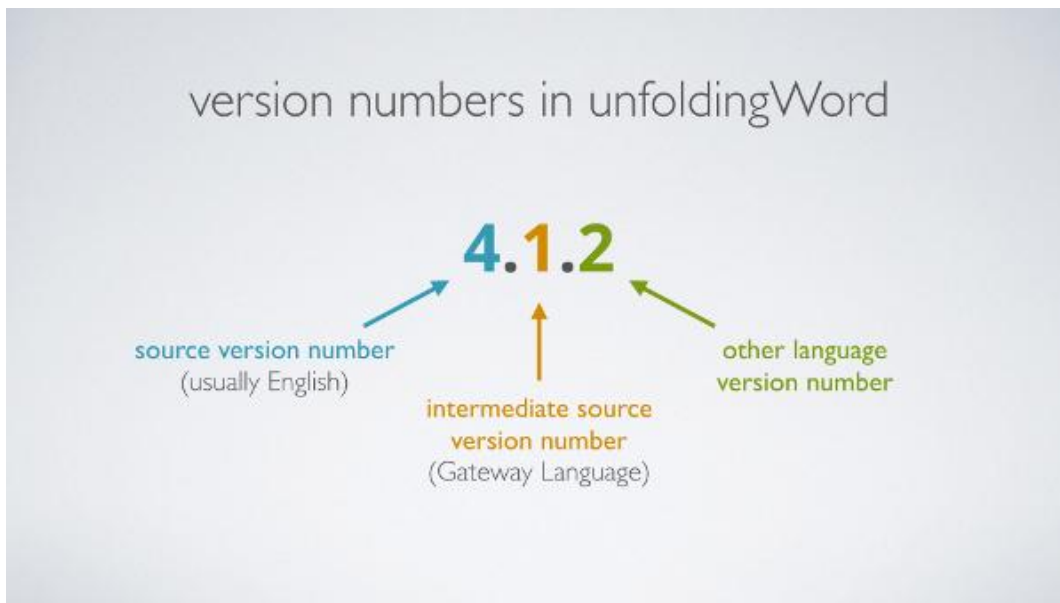 version numbers in unfoldingWord
4.1.2
source version number
(usually English)
intermediate source
version number
(Gateway Language)
other language
version number